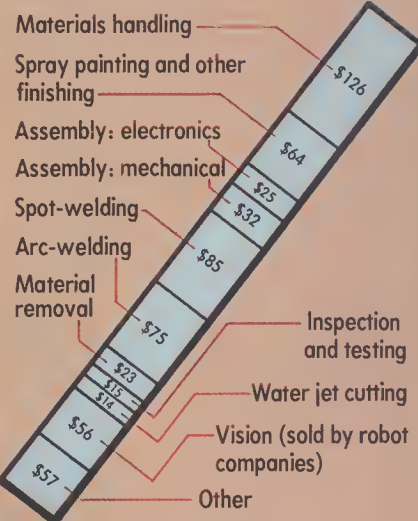 Materials handling
$126
Spray painting and other
finishing
$64
Assembly: electronics
$25
Assembly: mechanical
$32
Spot-welding
$85
Arc-welding
$75
Material
removal
$23
Inspection
and testing
$15
Water jet cutting
$14
Vision (sold by robot
companies)
$56
Other
$57